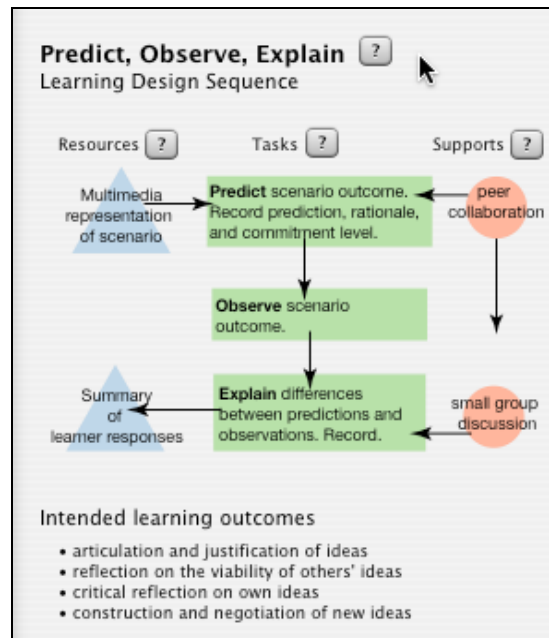 Predict, Observe, Explain ?
Learning Design Sequence
Resources ? Tasks ? Supports ?
Multimedia
representation
of scenario
Predict scenario outcome.
Record prediction, rationale,
and commitment level.
peer
collaboration
Observe scenario
outcome.
Summary
of
learner responses
Explain differences
between predictions and
observations. Record.
small group
discussion
Intended learning outcomes
• articulation and justification of ideas
• reflection on the viability of others' ideas
• critical reflection on own ideas
• construction and negotiation of new ideas